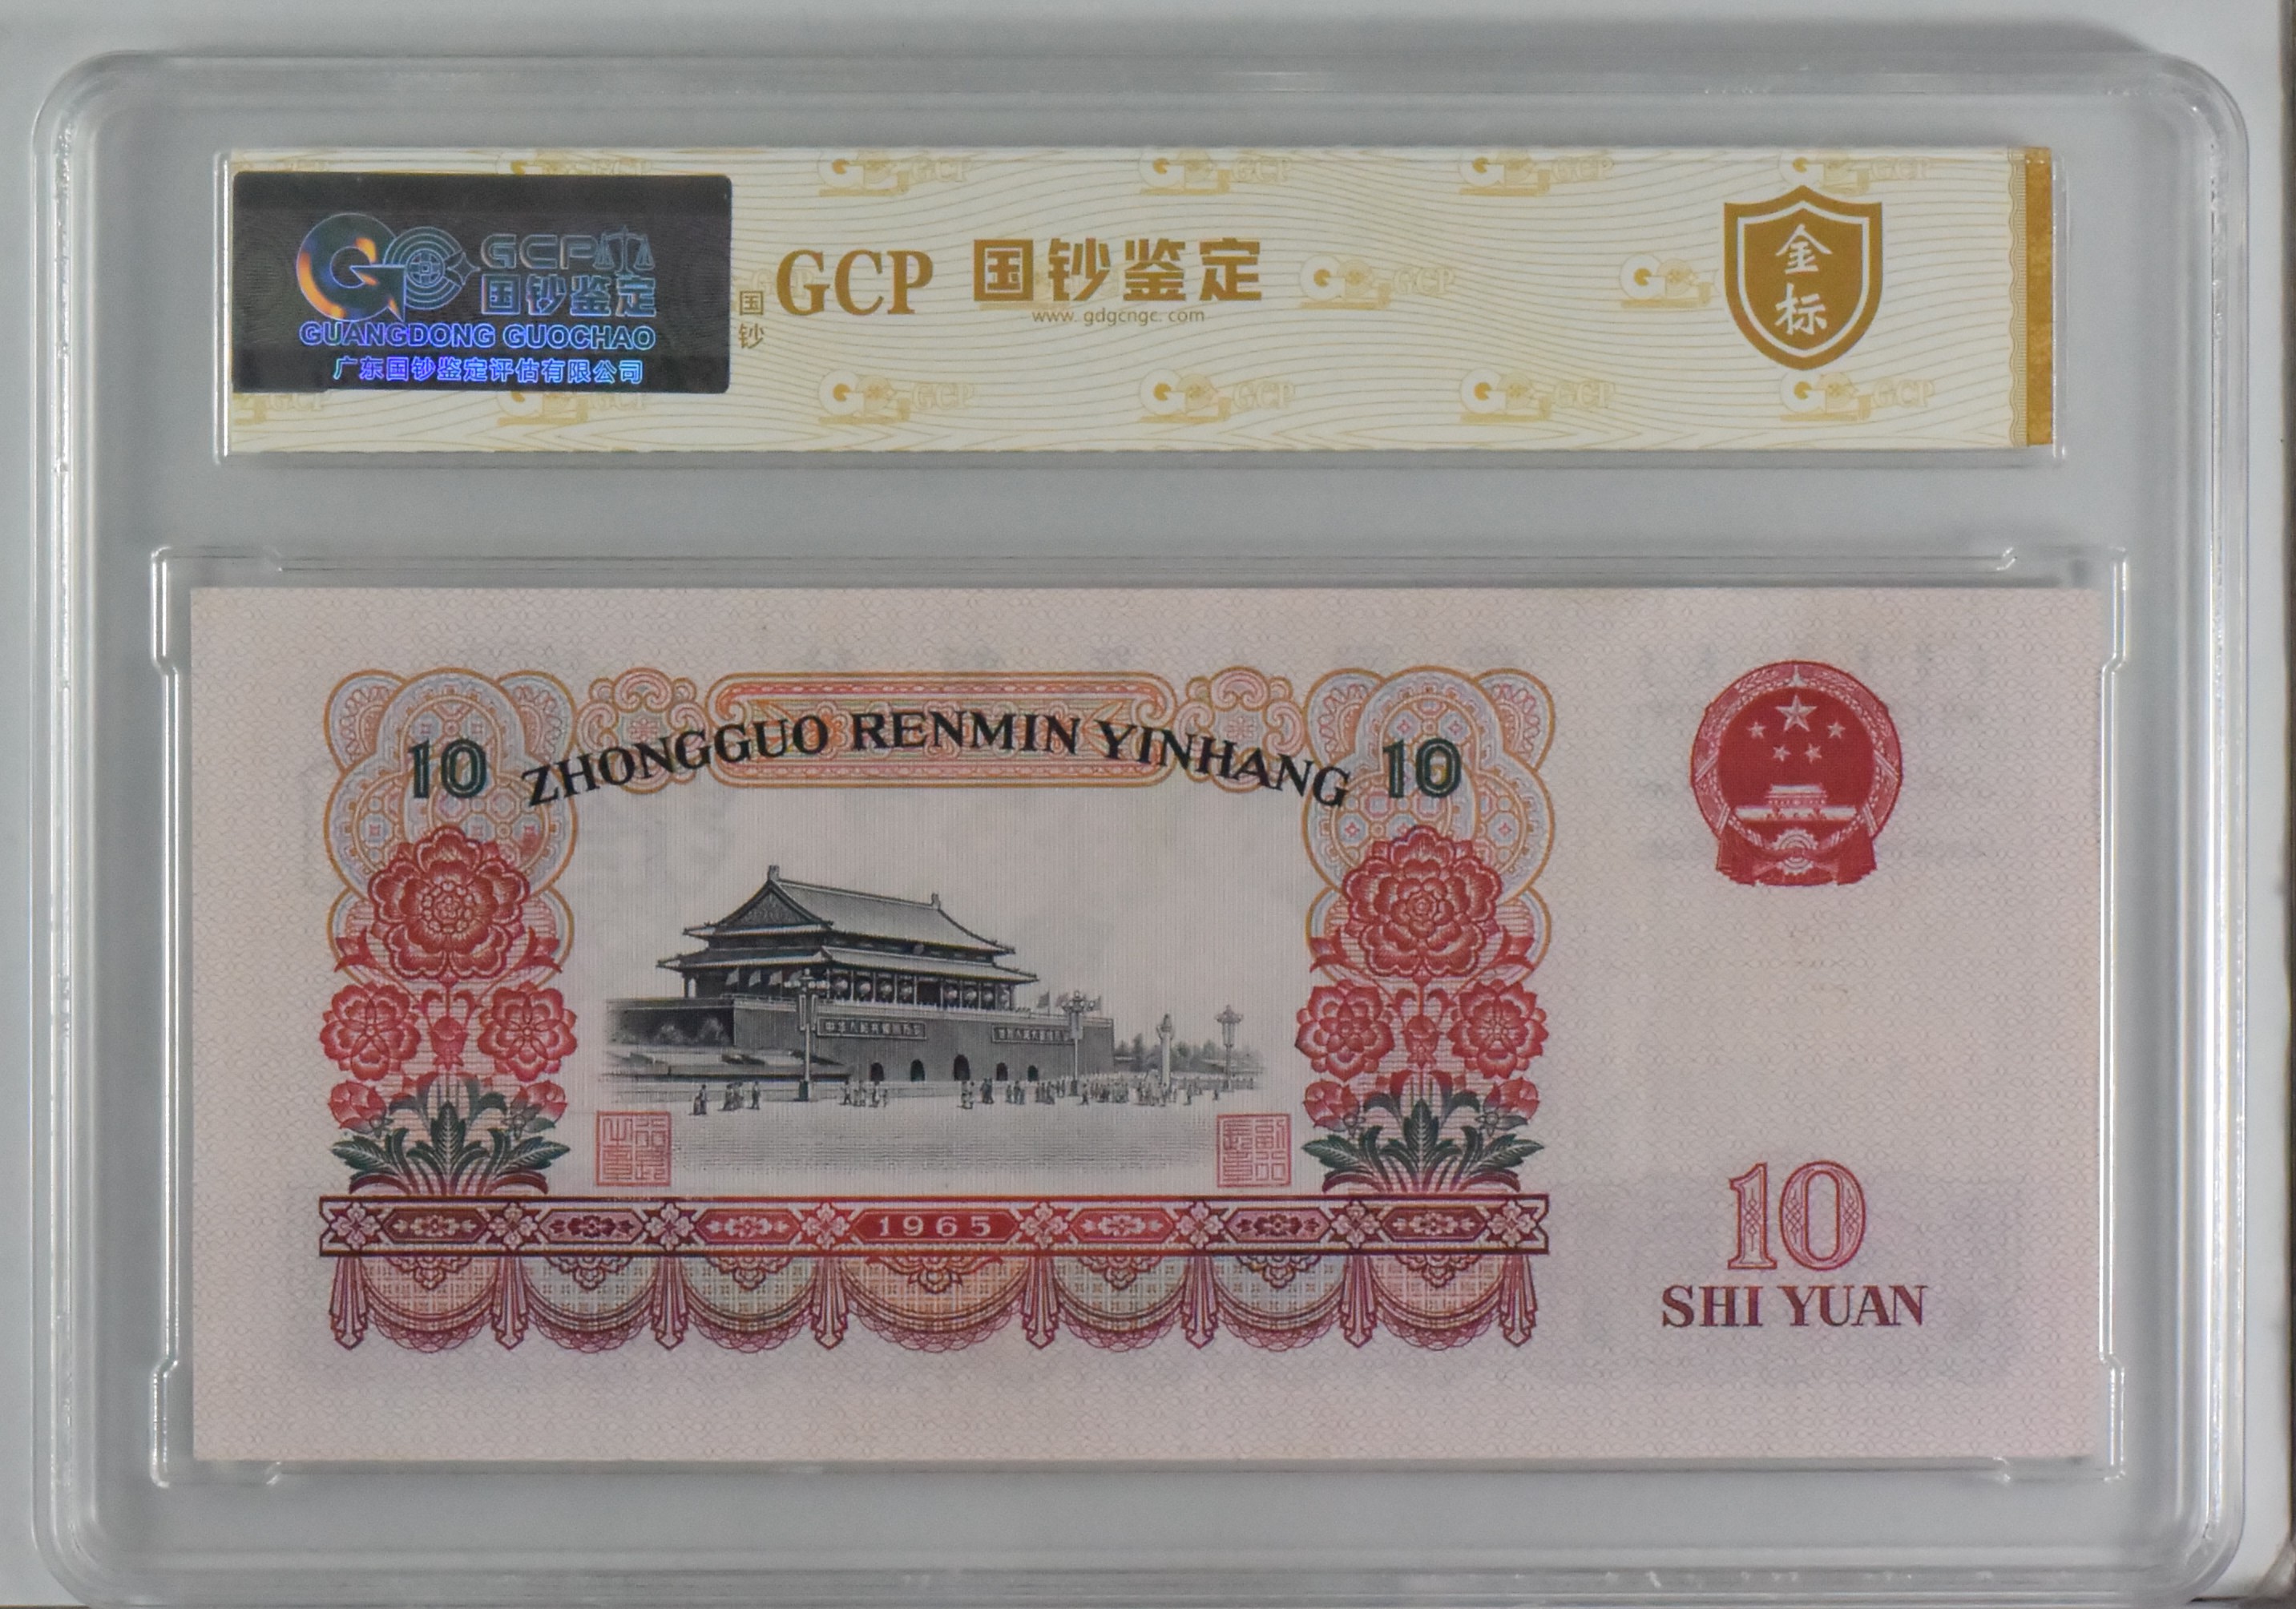 GCP
国钞鉴定
GUANGDONG GUOCHAO
广东国钞鉴定评估有限公司
国钞
GCP 国钞鉴定
www.gdgcngc.com
金标
10 ZHONGGUO RENMIN YINHANG 10
1965
10
SHI YUAN